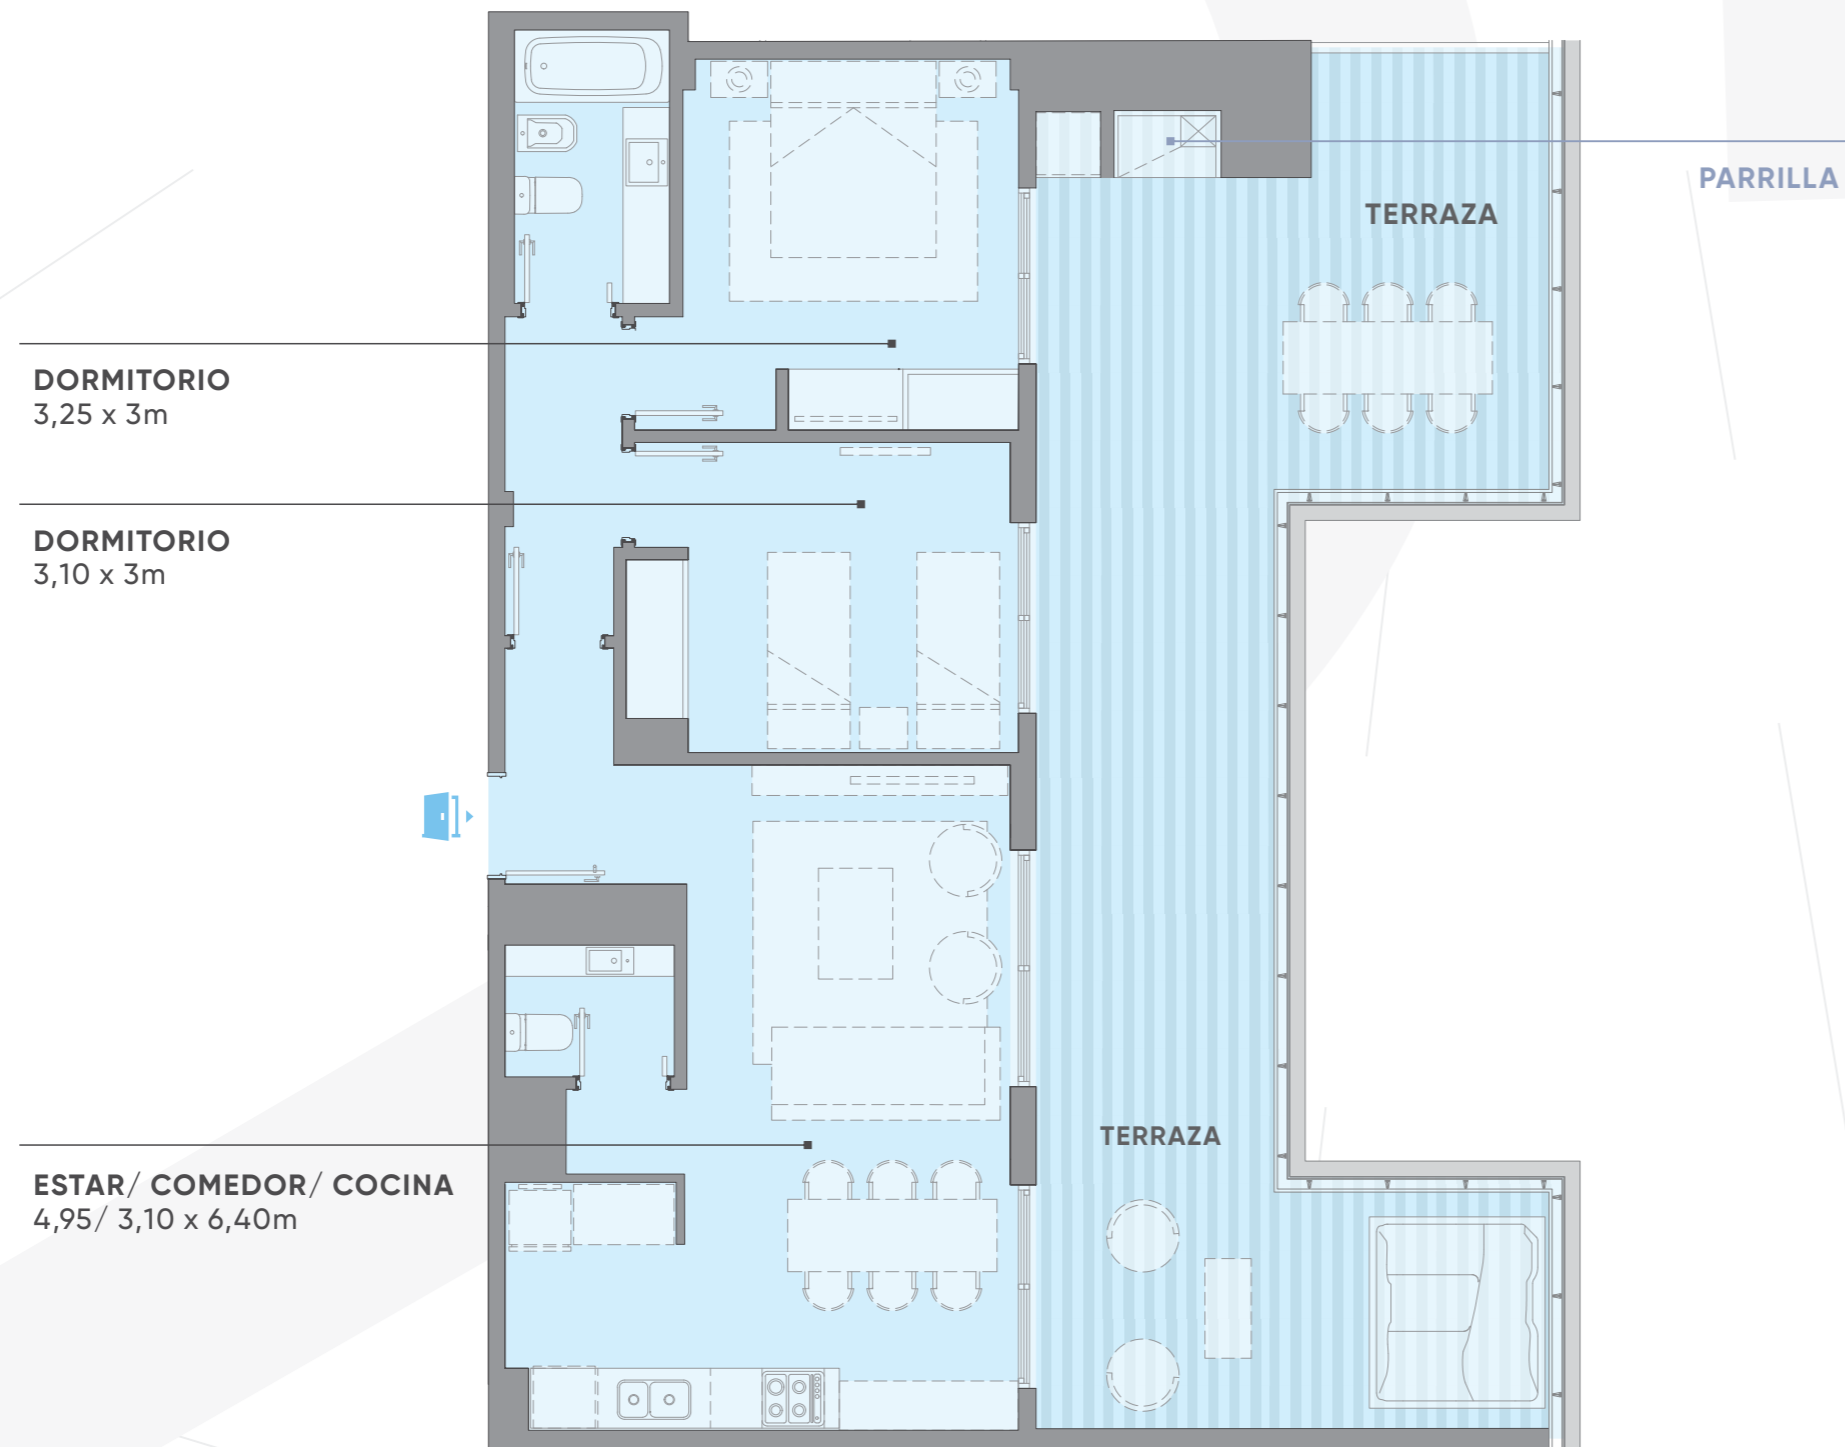 PARRILLA
TERRAZA
DORMITORIO
3,25 x 3m
DORMITORIO
3,10 x 3m
TERRAZA
ESTAR/ COMEDOR/ COCINA
4,95/ 3,10 x 6,40m